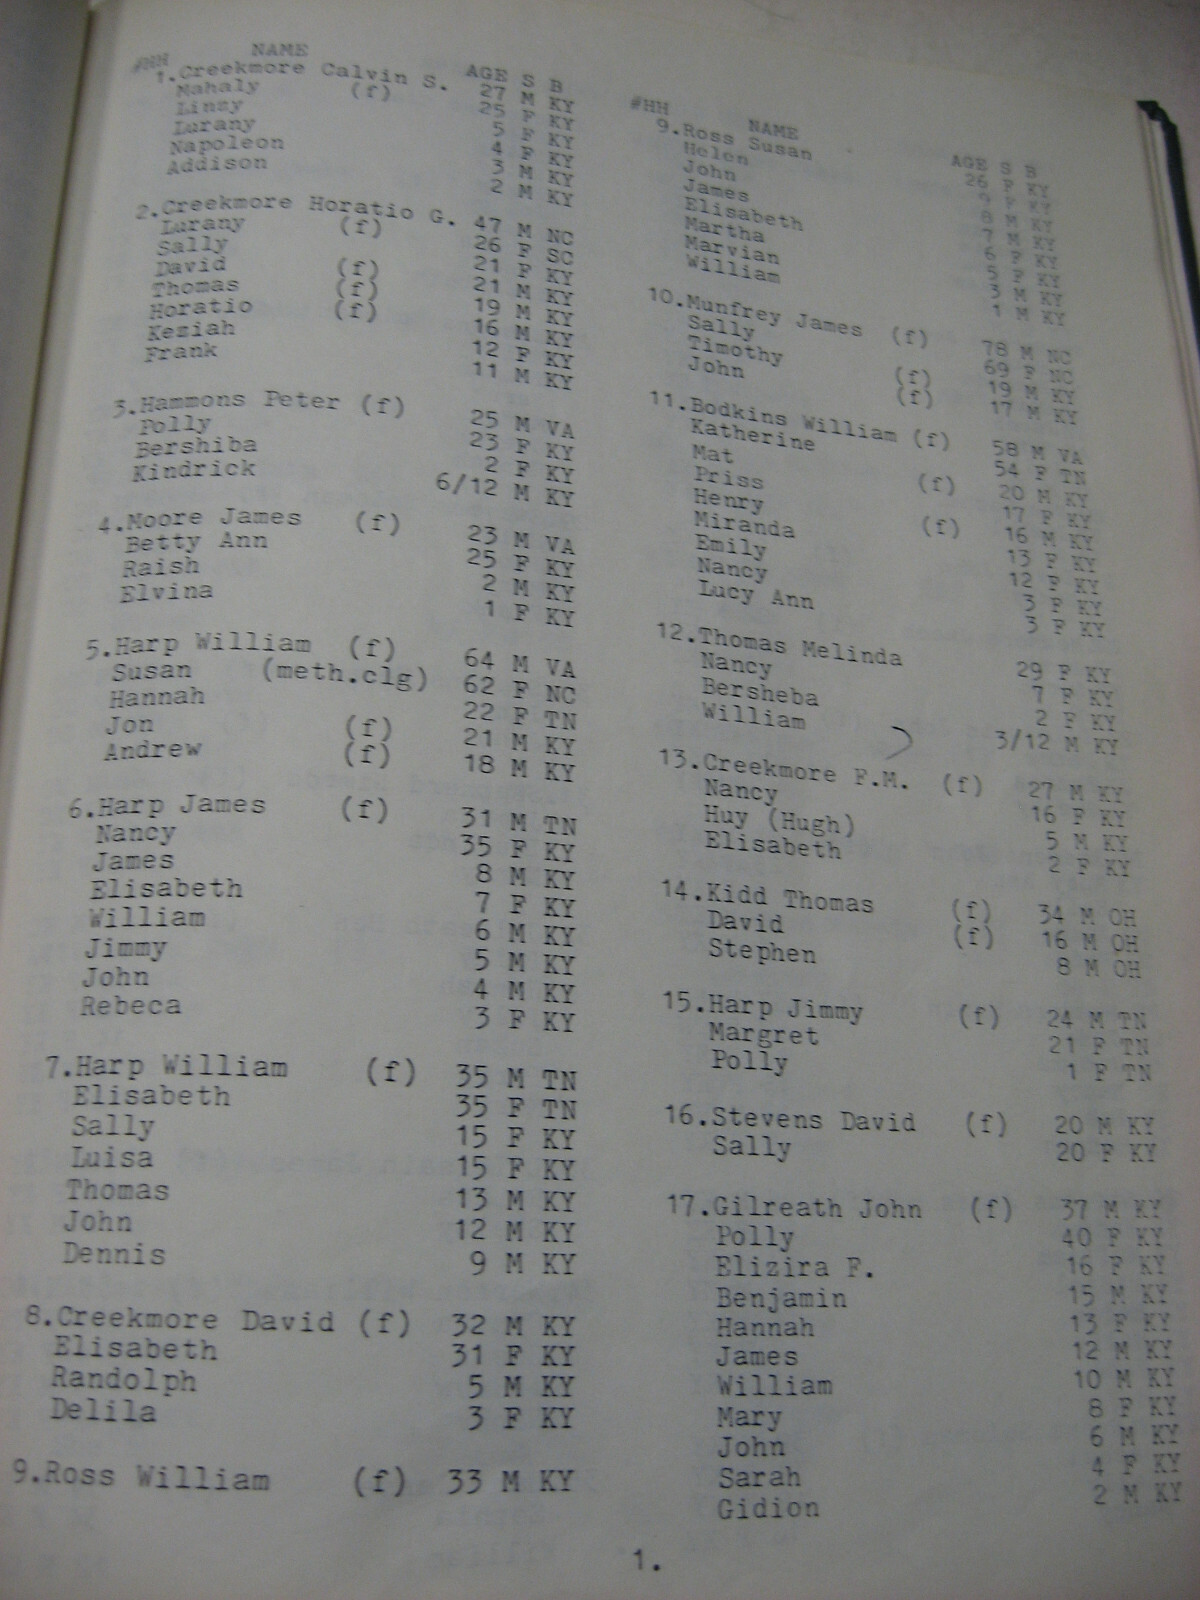 #HH NAME AGE S B
1.Creekmore Calvin S. 27 M KY
Mahaly (f) 25 F KY
Linsy 5 F KY
Lurany 4 F KY
Napoleon 3 M KY
Addison 2 M KY
2.Creekmore Horatio G. 47 M NC
Lurany (f) 26 F SC
Sally 21 F KY
David (f) 21 M KY
Thomas (f) 19 M KY
Horatio (f) 16 M KY
Keziah 12 F KY
Frank 11 M KY
3.Hammons Peter (f) 25 M VA
Polly 23 F KY
Bershiba 2 F KY
Kindrick 6/12 M KY
4.Moore James (f) 23 M VA
Betty Ann 25 F KY
Raish 2 M KY
Elvina 1 F KY
5.Harp William (f) 64 M VA
Susan (meth.clg) 62 F NC
Hannah 22 F TN
Jon (f) 21 M KY
Andrew (f) 18 M KY
6.Harp James (f) 31 M TN
Nancy 35 F KY
James 8 M KY
Elisabeth 7 F KY
William 6 M KY
Jimmy 5 M KY
John 4 M KY
Rebeca 3 F KY
7.Harp William (f) 35 M TN
Elisabeth 35 F TN
Sally 15 F KY
Luisa 15 F KY
Thomas 13 M KY
John 12 M KY
Dennis 9 M KY
8.Creekmore David (f) 32 M KY
Elisabeth 31 F KY
Randolph 5 M KY
Delila 3 F KY
9.Ross William (f) 33 M KY
#HH NAME AGE S B
9.Ross Susan 26 F KY
Helen 9 F KY
John 8 M KY
James 7 M KY
Elisabeth 6 F KY
Martha 5 F KY
Marvian 3 M KY
William 1 M KY
10.Munfrey James (f) 78 M NC
Sally 69 F NC
Timothy (f) 19 M KY
John (f) 17 M KY
11.Bodkins William (f) 58 M VA
Katherine 54 F TN
Mat (f) 20 M KY
Priss 17 F KY
Henry (f) 16 M KY
Miranda 13 F KY
Emily 12 F KY
Nancy 3 F KY
Lucy Ann 3 F KY
12.Thomas Melinda 29 F KY
Nancy 7 F KY
Bersheba 2 F KY
William 3/12 M KY
13.Creekmore F.M. (f) 27 M KY
Nancy 16 F KY
Huy (Hugh) 5 M KY
Elisabeth 2 F KY
14.Kidd Thomas (f) 34 M OH
David (f) 16 M OH
Stephen 8 M OH
15.Harp Jimmy (f) 24 M TN
Margret 21 F TN
Polly 1 F TN
16.Stevens David (f) 20 M KY
Sally 20 F KY
17.Gilreath John (f) 37 M KY
Polly 40 F KY
Elizira F. 16 F KY
Benjamin 15 M KY
Hannah 13 F KY
James 12 M KY
William 10 M KY
Mary 8 F KY
John 6 M KY
Sarah 4 F KY
Gidion 2 M KY
1.